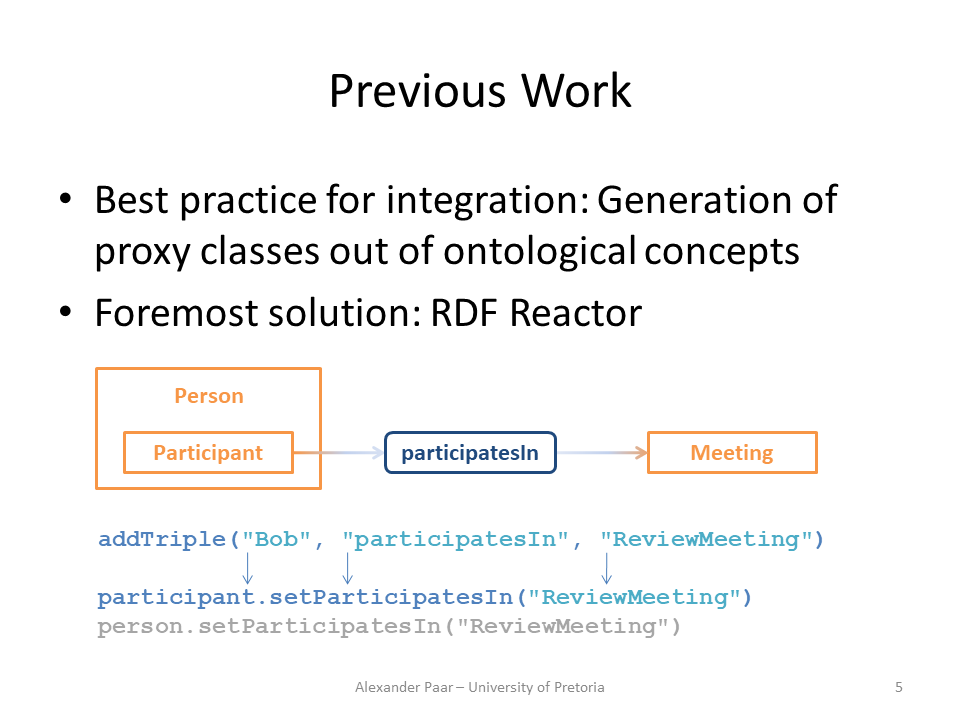 Previous Work
• Best practice for integration: Generation of
proxy classes out of ontological concepts
• Foremost solution: RDF Reactor
Person
Participant
participatesIn
Meeting
addTriple("Bob", "participatesIn", "ReviewMeeting")
participant.setParticipatesIn("ReviewMeeting")
person.setParticipatesIn("ReviewMeeting")
Alexander Paar – University of Pretoria
5